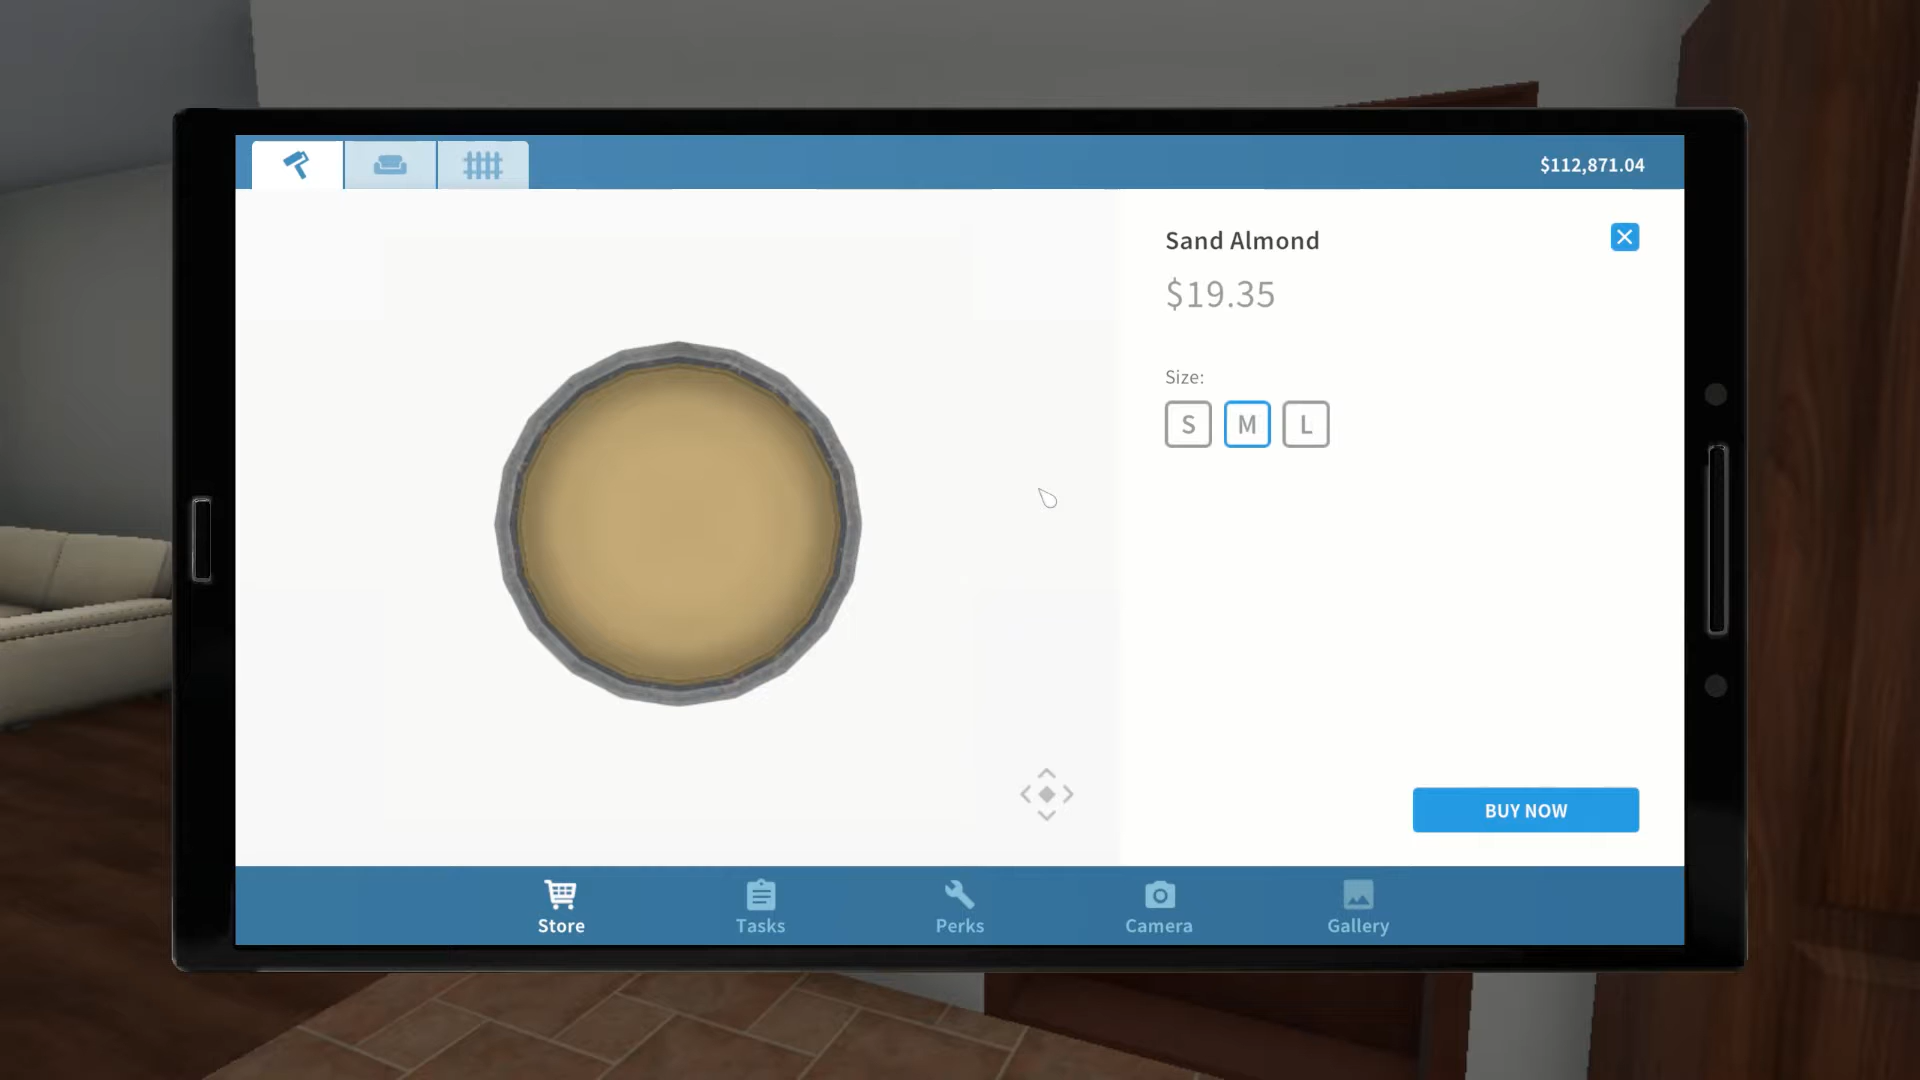 $112,871.04
Sand Almond
$19.35
Size:
S M L
BUY NOW
Store Tasks Perks Camera Gallery